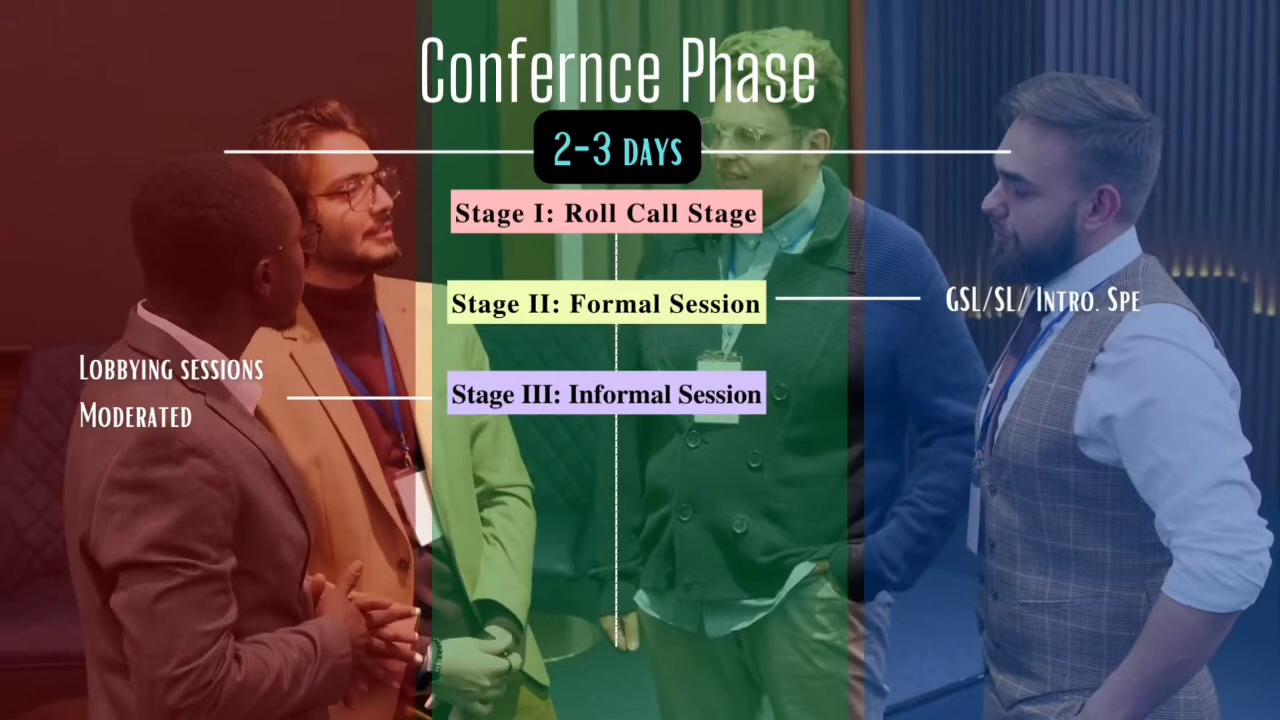 Confernce Phase
2-3 DAYS
Stage I: Roll Call Stage
Stage II: Formal Session
GSL/SL/ INTRO. SPE
Stage III: Informal Session
LOBBYING SESSIONS
MODERATED